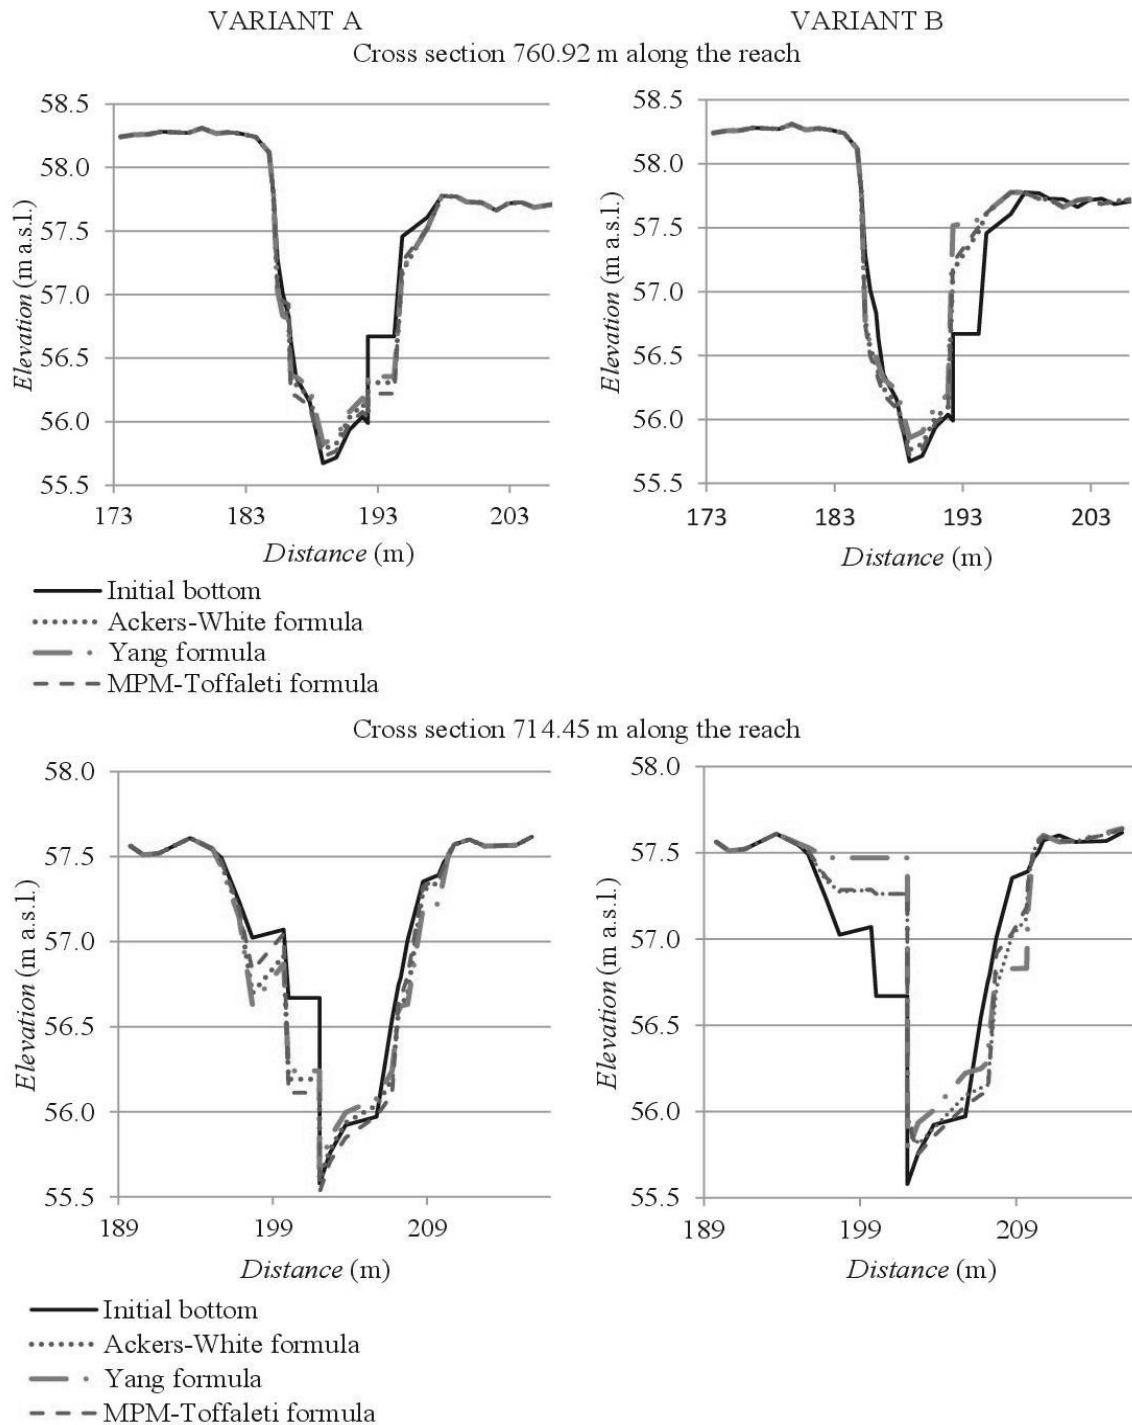 VARIANT A
VARIANT B
Cross section 760.92 m along the reach
58.5
58.0
57.5
57.0
56.5
56.0
55.5
Elevation (m a.s.l.)
173
183
193
203
Distance (m)
58.5
58.0
57.5
57.0
56.5
56.0
55.5
Elevation (m a.s.l.)
173
183
193
203
Distance (m)
Initial bottom
Ackers-White formula
Yang formula
MPM-Toffaleti formula
Cross section 714.45 m along the reach
58.0
57.5
57.0
56.5
56.0
55.5
Elevation (m a.s.l.)
189
199
209
Distance (m)
58.0
57.5
57.0
56.5
56.0
55.5
Elevation (m a.s.l.)
189
199
209
Distance (m)
Initial bottom
Ackers-White formula
Yang formula
MPM-Toffaleti formula